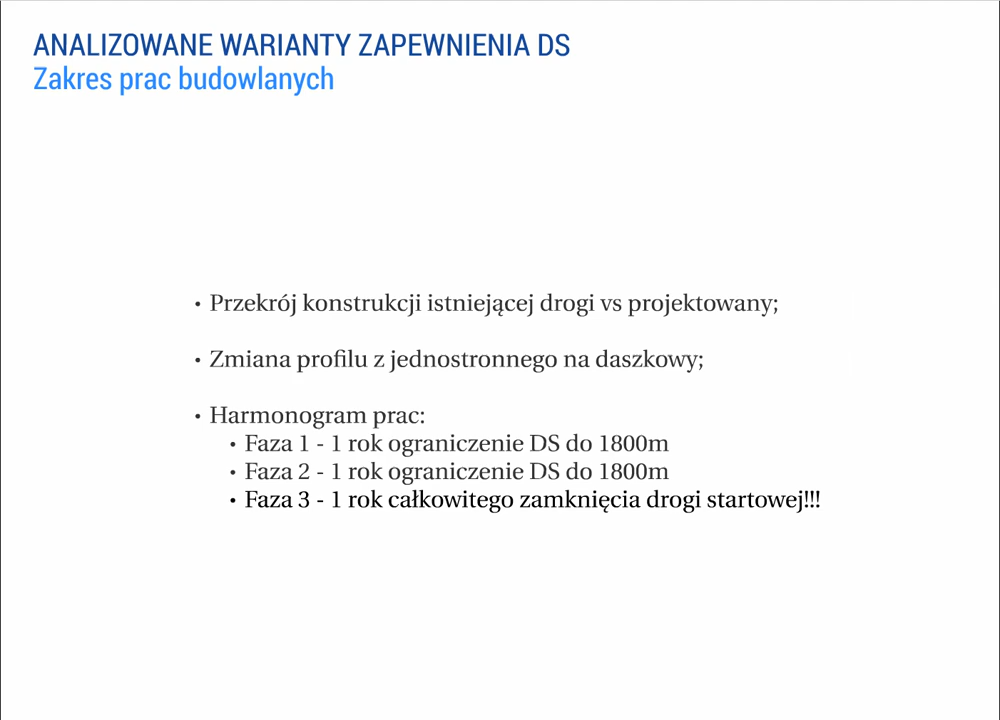 ANALIZOWANE WARIANTY ZAPEWNIENIA DS
Zakres prac budowlanych
• Przekrój konstrukcji istniejącej drogi vs projektowany;
• Zmiana profilu z jednostronnego na daszkowy;
• Harmonogram prac:
• Faza 1 - 1 rok ograniczenie DS do 1800m
• Faza 2 - 1 rok ograniczenie DS do 1800m
• Faza 3 - 1 rok całkowitego zamknięcia drogi startowej!!!